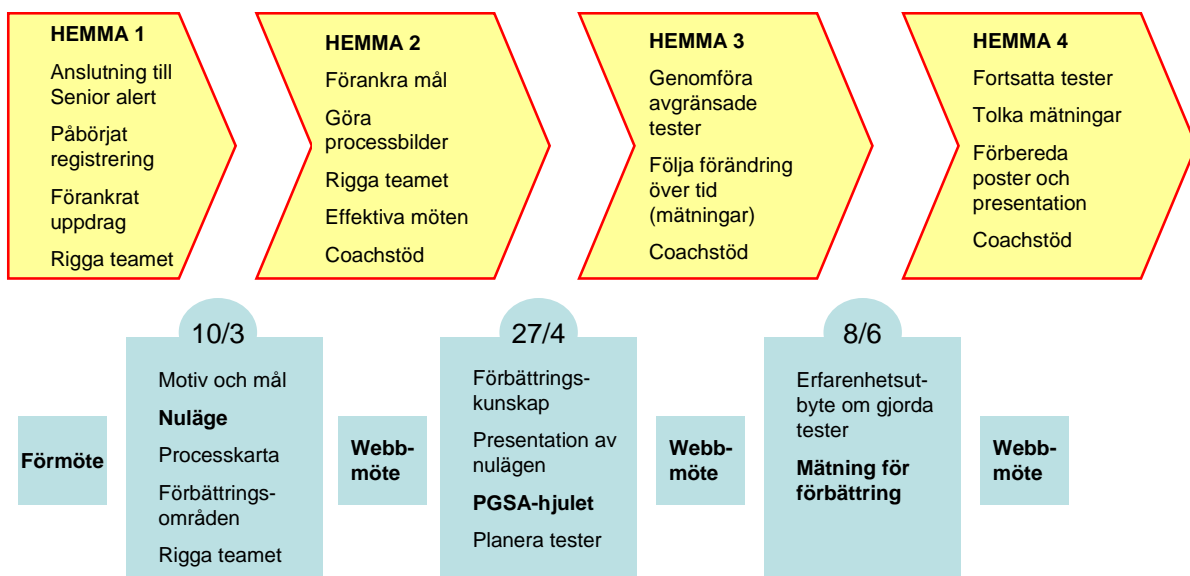 HEMMA 1
Anslutning till
Senior alert
Påbörjat
registrering
Förankrat
uppdrag
Rigga teamet
HEMMA 2
Förankra mål
Göra
processbilder
Rigga teamet
Effektiva möten
Coachstöd
HEMMA 3
Genomföra
avgränsade
tester
Följa förändring
över tid
(mätningar)
Coachstöd
HEMMA 4
Fortsatta tester
Tolka mätningar
Förbereda
poster och
presentation
Coachstöd
Förmöte
10/3
Motiv och mål
Nuläge
Processkarta
Förbättrings-
områden
Rigga teamet
Webb-
möte
27/4
Förbättrings-
kunskap
Presentation av
nulägen
PGSA-hjulet
Planera tester
Webb-
möte
8/6
Erfarenhetsut-
byte om gjorda
tester
Mätning för
förbättring
Webb-
möte